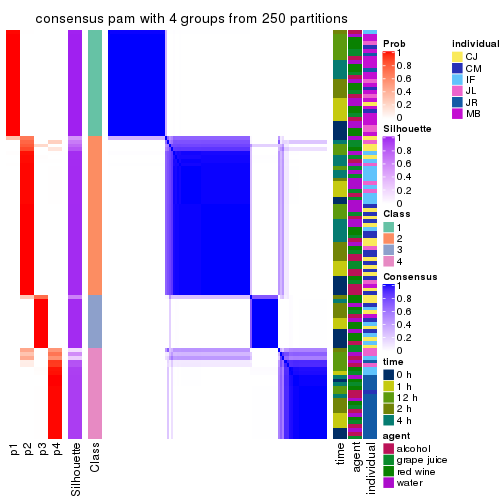 consensus pam with 4 groups from 250 partitions
Prob
1
0.8
0.6
0.4
0.2
0
Silhouette
1
0.8
0.6
0.4
0.2
0
Class
1
2
3
4
Consensus
1
0.8
0.6
0.4
0.2
0
time
0 h
1 h
12 h
2 h
4 h
agent
alcohol
grape juice
red wine
water
individual
CJ
CM
IF
JL
JR
MB
p1
p2
p3
p4
Silhouette
Class
time
agent
individual